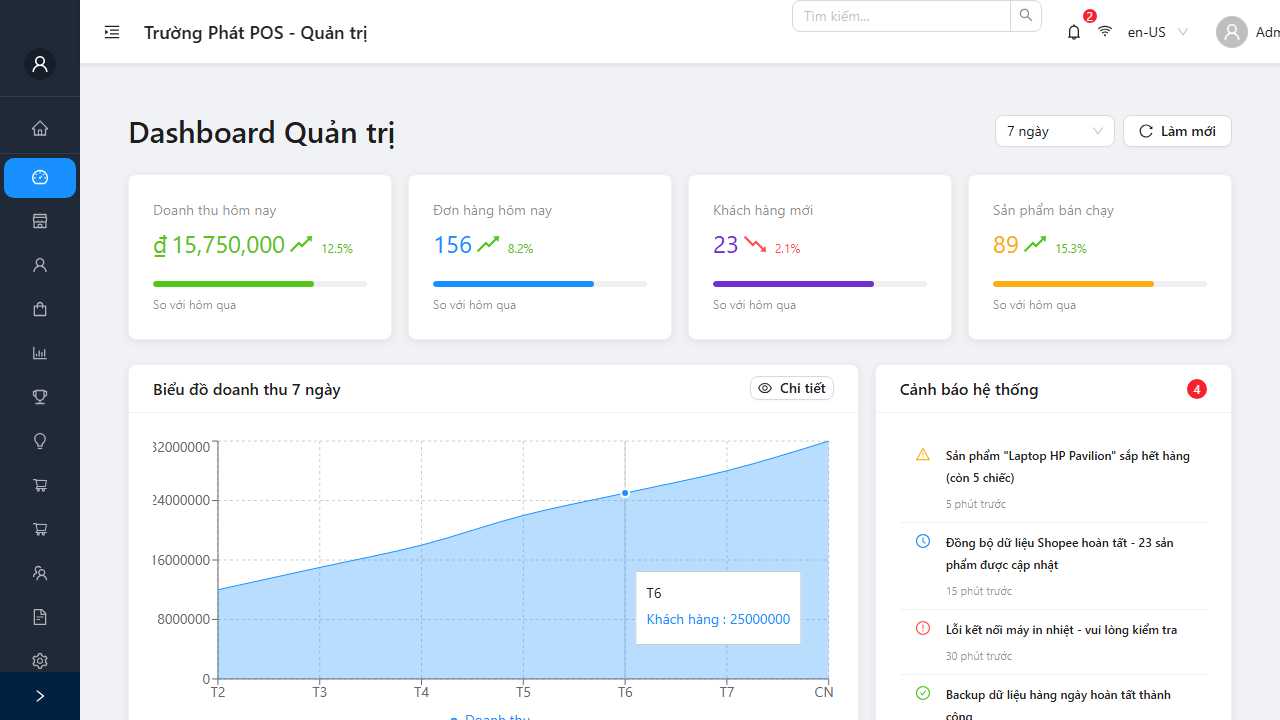 Trường Phát POS - Quản trị
Tìm kiếm...
2
en-US
Adm
Dashboard Quản trị
7 ngày
Làm mới
Doanh thu hôm nay
₫ 15,750,000 12.5%
So với hôm qua
Đơn hàng hôm nay
156 8.2%
So với hôm qua
Khách hàng mới
23 2.1%
So với hôm qua
Sản phẩm bán chạy
89 15.3%
So với hôm qua
Biểu đồ doanh thu 7 ngày
Chi tiết
32000000
24000000
16000000
8000000
0
T2 T3 T4 T5 T6 T7 CN
T6
Khách hàng : 25000000
Doanh thu
Cảnh báo hệ thống
4
Sản phẩm "Laptop HP Pavilion" sắp hết hàng
(còn 5 chiếc)
5 phút trước
Đồng bộ dữ liệu Shopee hoàn tất - 23 sản
phẩm được cập nhật
15 phút trước
Lỗi kết nối máy in nhiệt - vui lòng kiểm tra
30 phút trước
Backup dữ liệu hàng ngày hoàn tất thành
công